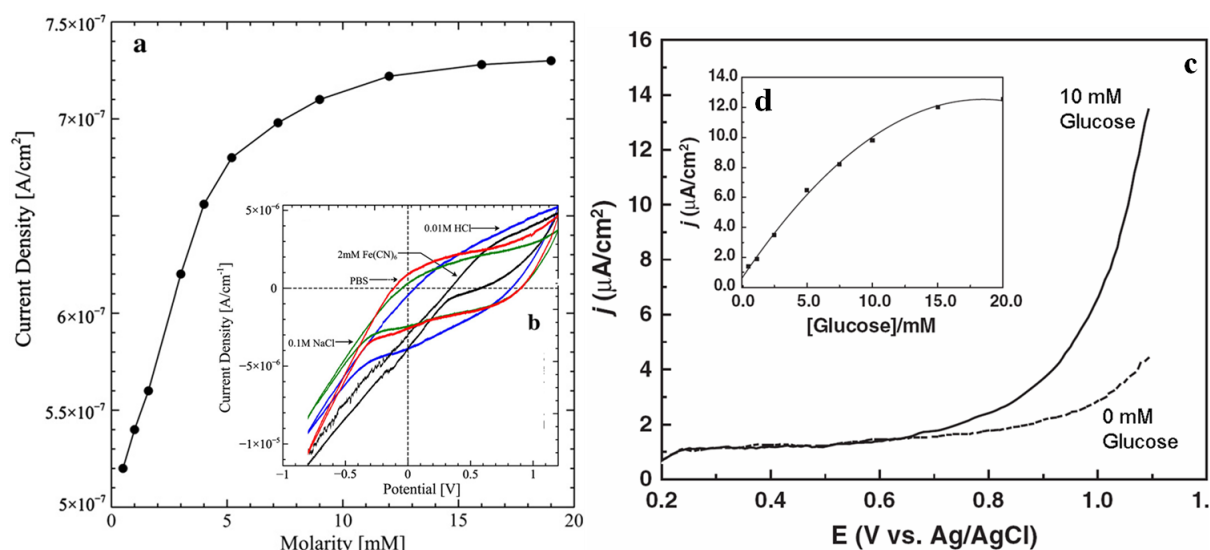 a
Current Density [A/cm²]
7.5×10⁻⁷
7×10⁻⁷
6×10⁻⁷
5.5×10⁻⁷
5×10⁻⁷
0 5 10 15 20
Molarity [mM]
b
Current Density [A/cm⁻¹]
5×10⁻⁶
0
−5×10⁻⁶
−1×10⁻⁵
0.01M HCl
2mM Fe(CN)₆
PBS
0.1M NaCl
−1 −0.5 0 0.5 1
Potential [V]
c
j (μA/cm²)
16
14
12
10
8
6
4
2
0
10 mM
Glucose
0 mM
Glucose
0.2 0.4 0.6 0.8 1.0 1.
E (V vs. Ag/AgCl)
d
j (μA/cm²)
14.0
12.0
10.0
8.0
6.0
4.0
2.0
0.0
0.0 5.0 10.0 15.0 20.0
[Glucose]/mM